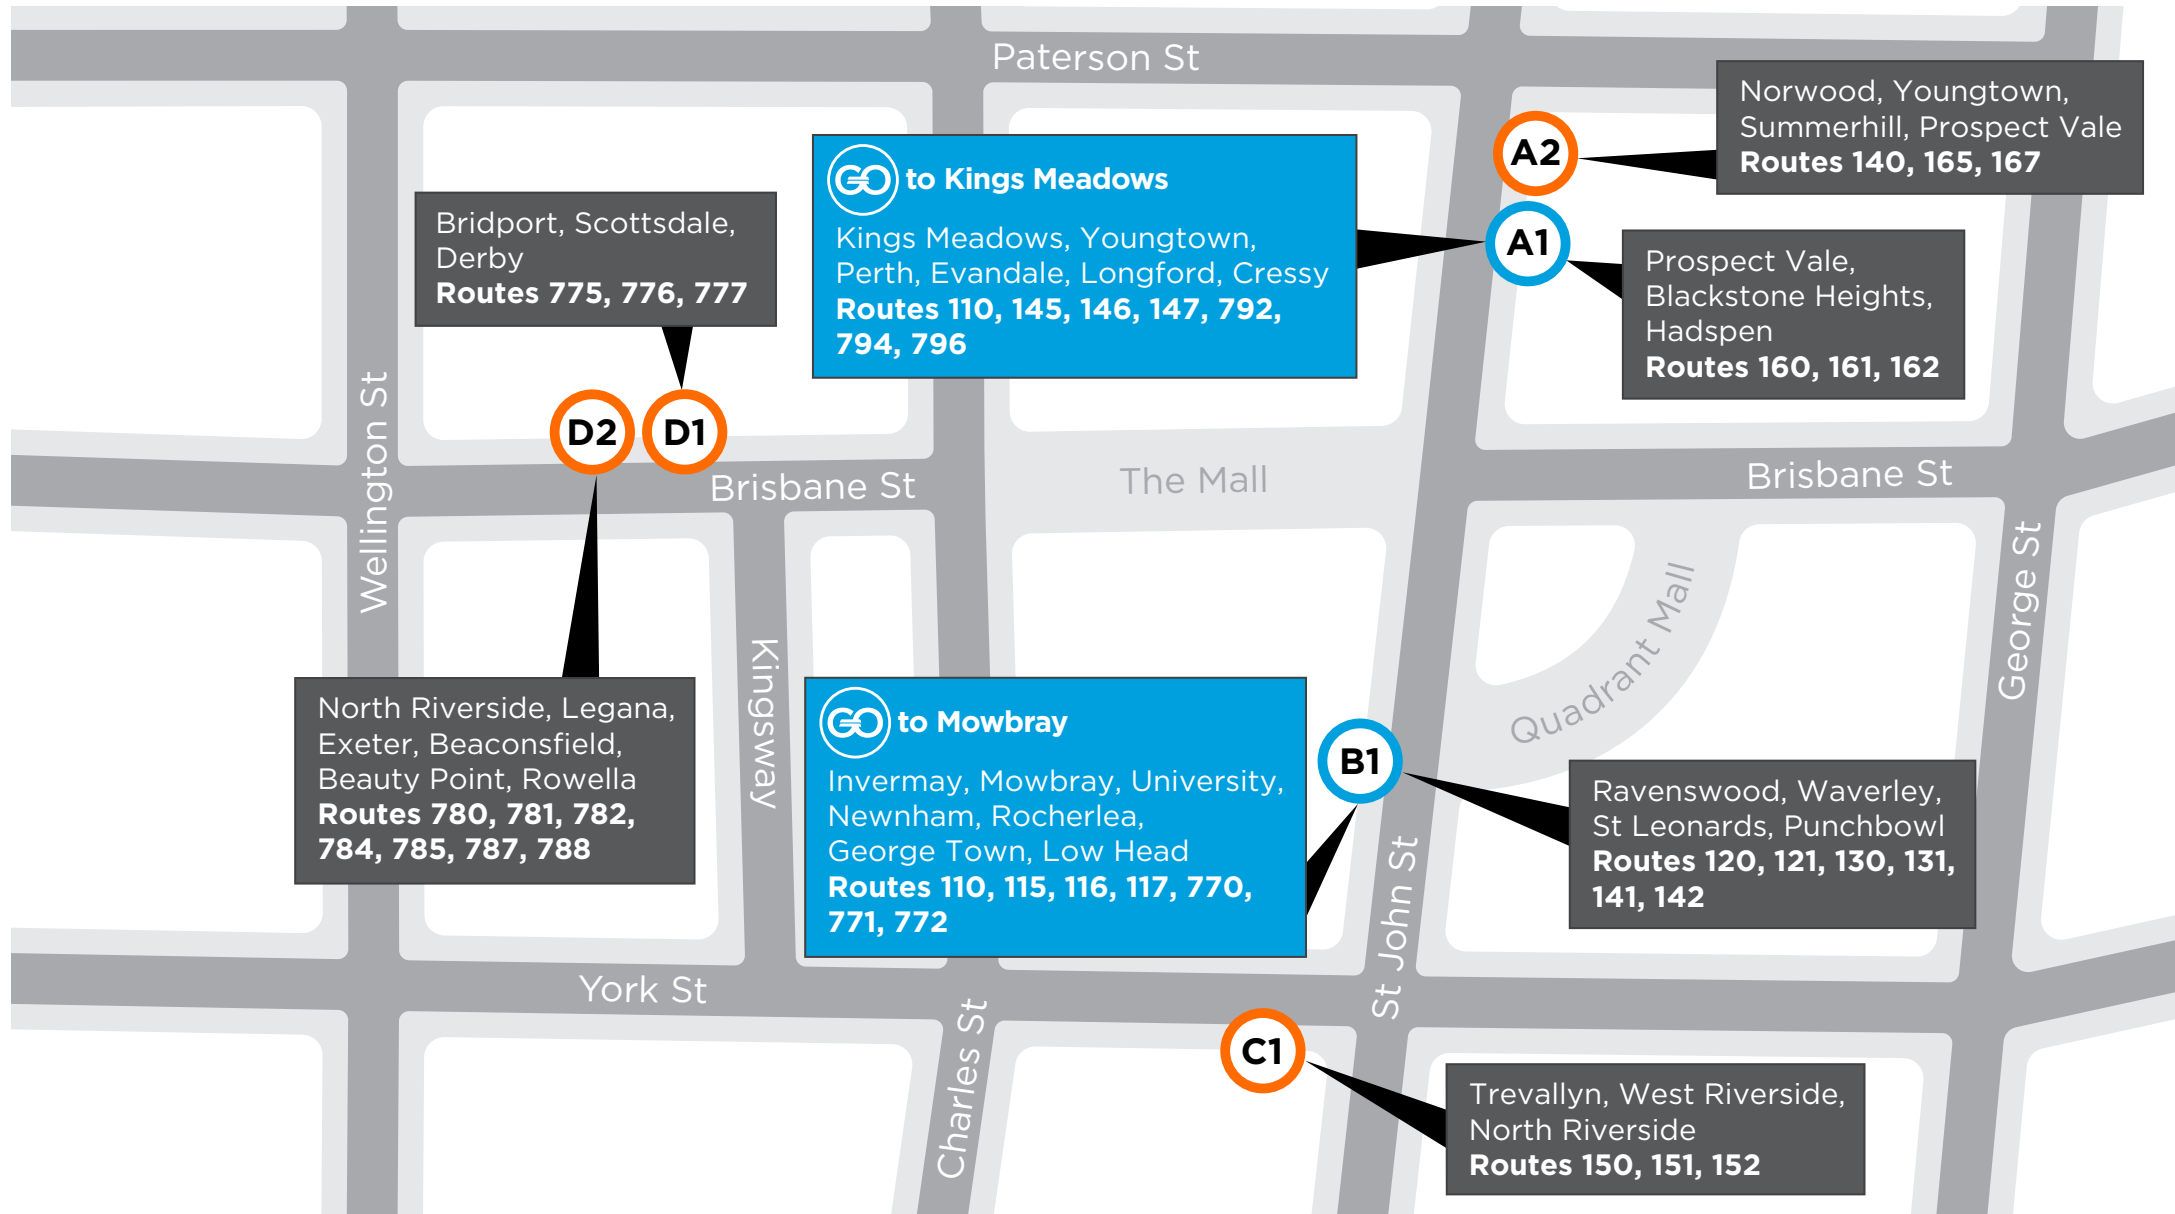 Paterson St
Norwood, Youngtown,
Summerhill, Prospect Vale
Routes 140, 165, 167
A2
GO to Kings Meadows
Kings Meadows, Youngtown,
Perth, Evandale, Longford, Cressy
Routes 110, 145, 146, 147, 792,
794, 796
A1
Prospect Vale,
Blackstone Heights,
Hadspen
Routes 160, 161, 162
Bridport, Scottsdale,
Derby
Routes 775, 776, 777
D2
D1
Wellington St
Brisbane St
The Mall
Brisbane St
Quadrant Mall
George St
Kingsway
North Riverside, Legana,
Exeter, Beaconsfield,
Beauty Point, Rowella
Routes 780, 781, 782,
784, 785, 787, 788
GO to Mowbray
Invermay, Mowbray, University,
Newnham, Rocherlea,
George Town, Low Head
Routes 110, 115, 116, 117, 770,
771, 772
B1
Ravenswood, Waverley,
St Leonards, Punchbowl
Routes 120, 121, 130, 131,
141, 142
St John St
York St
Charles St
C1
Trevallyn, West Riverside,
North Riverside
Routes 150, 151, 152